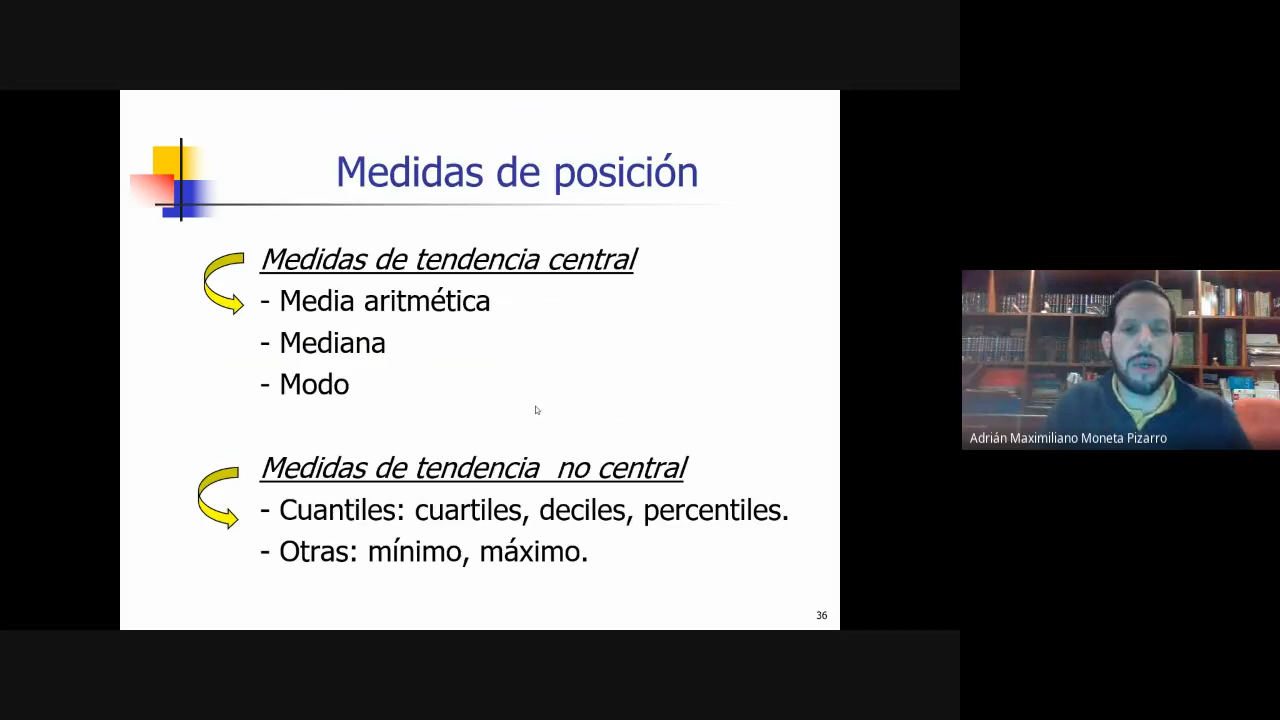 Medidas de posición
Medidas de tendencia central
- Media aritmética
- Mediana
- Modo
Medidas de tendencia no central
- Cuantiles: cuartiles, deciles, percentiles.
- Otras: mínimo, máximo.
36
Adrián Maximiliano Moneta Pizarro